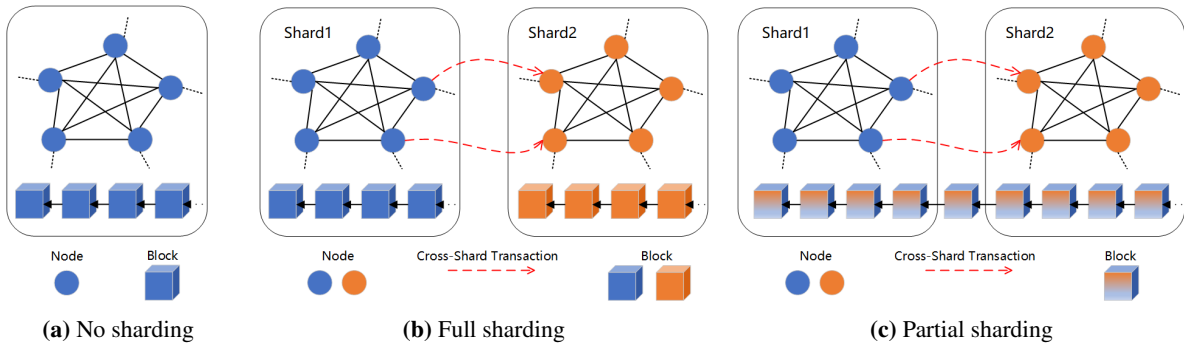 Shard1
Shard2
Shard1
Shard2
Node
Block
Node
Cross-Shard Transaction
Block
Node
Cross-Shard Transaction
Block
(a) No sharding
(b) Full sharding
(c) Partial sharding